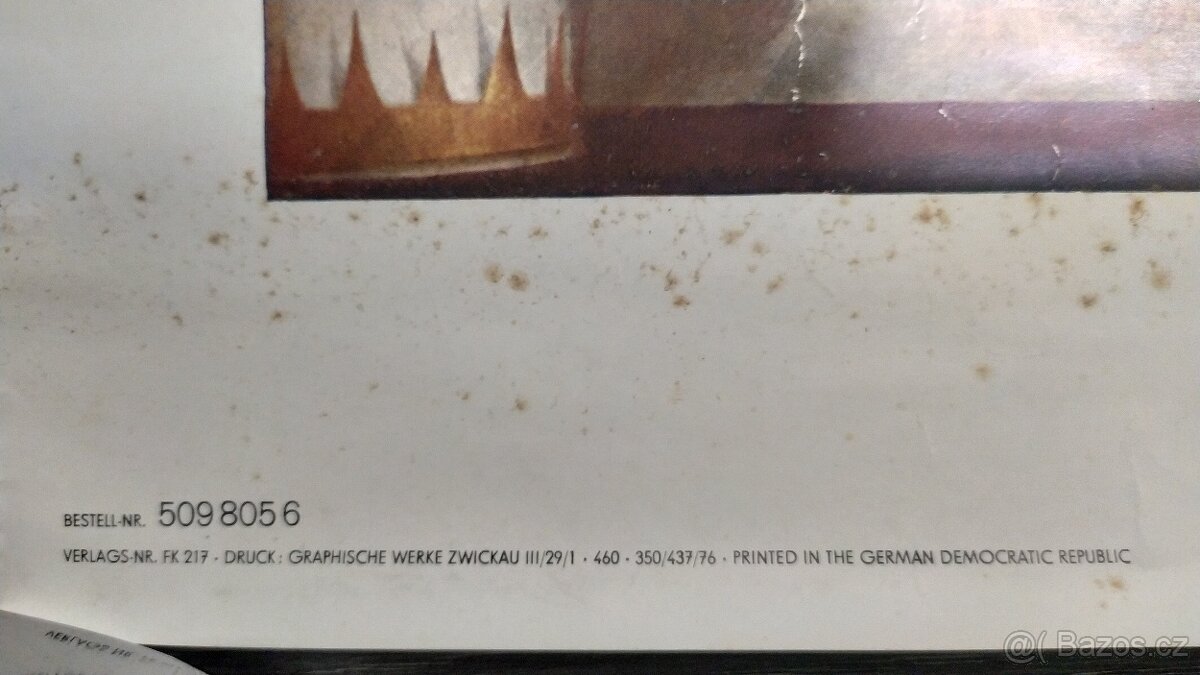 BESTELL-NR. 509 805 6
VERLAGS-NR. FK 217 · DRUCK: GRAPHISCHE WERKE ZWICKAU III/29/1 · 460 · 350/437/76 · PRINTED IN THE GERMAN DEMOCRATIC REPUBLIC
@( Bazos.cz